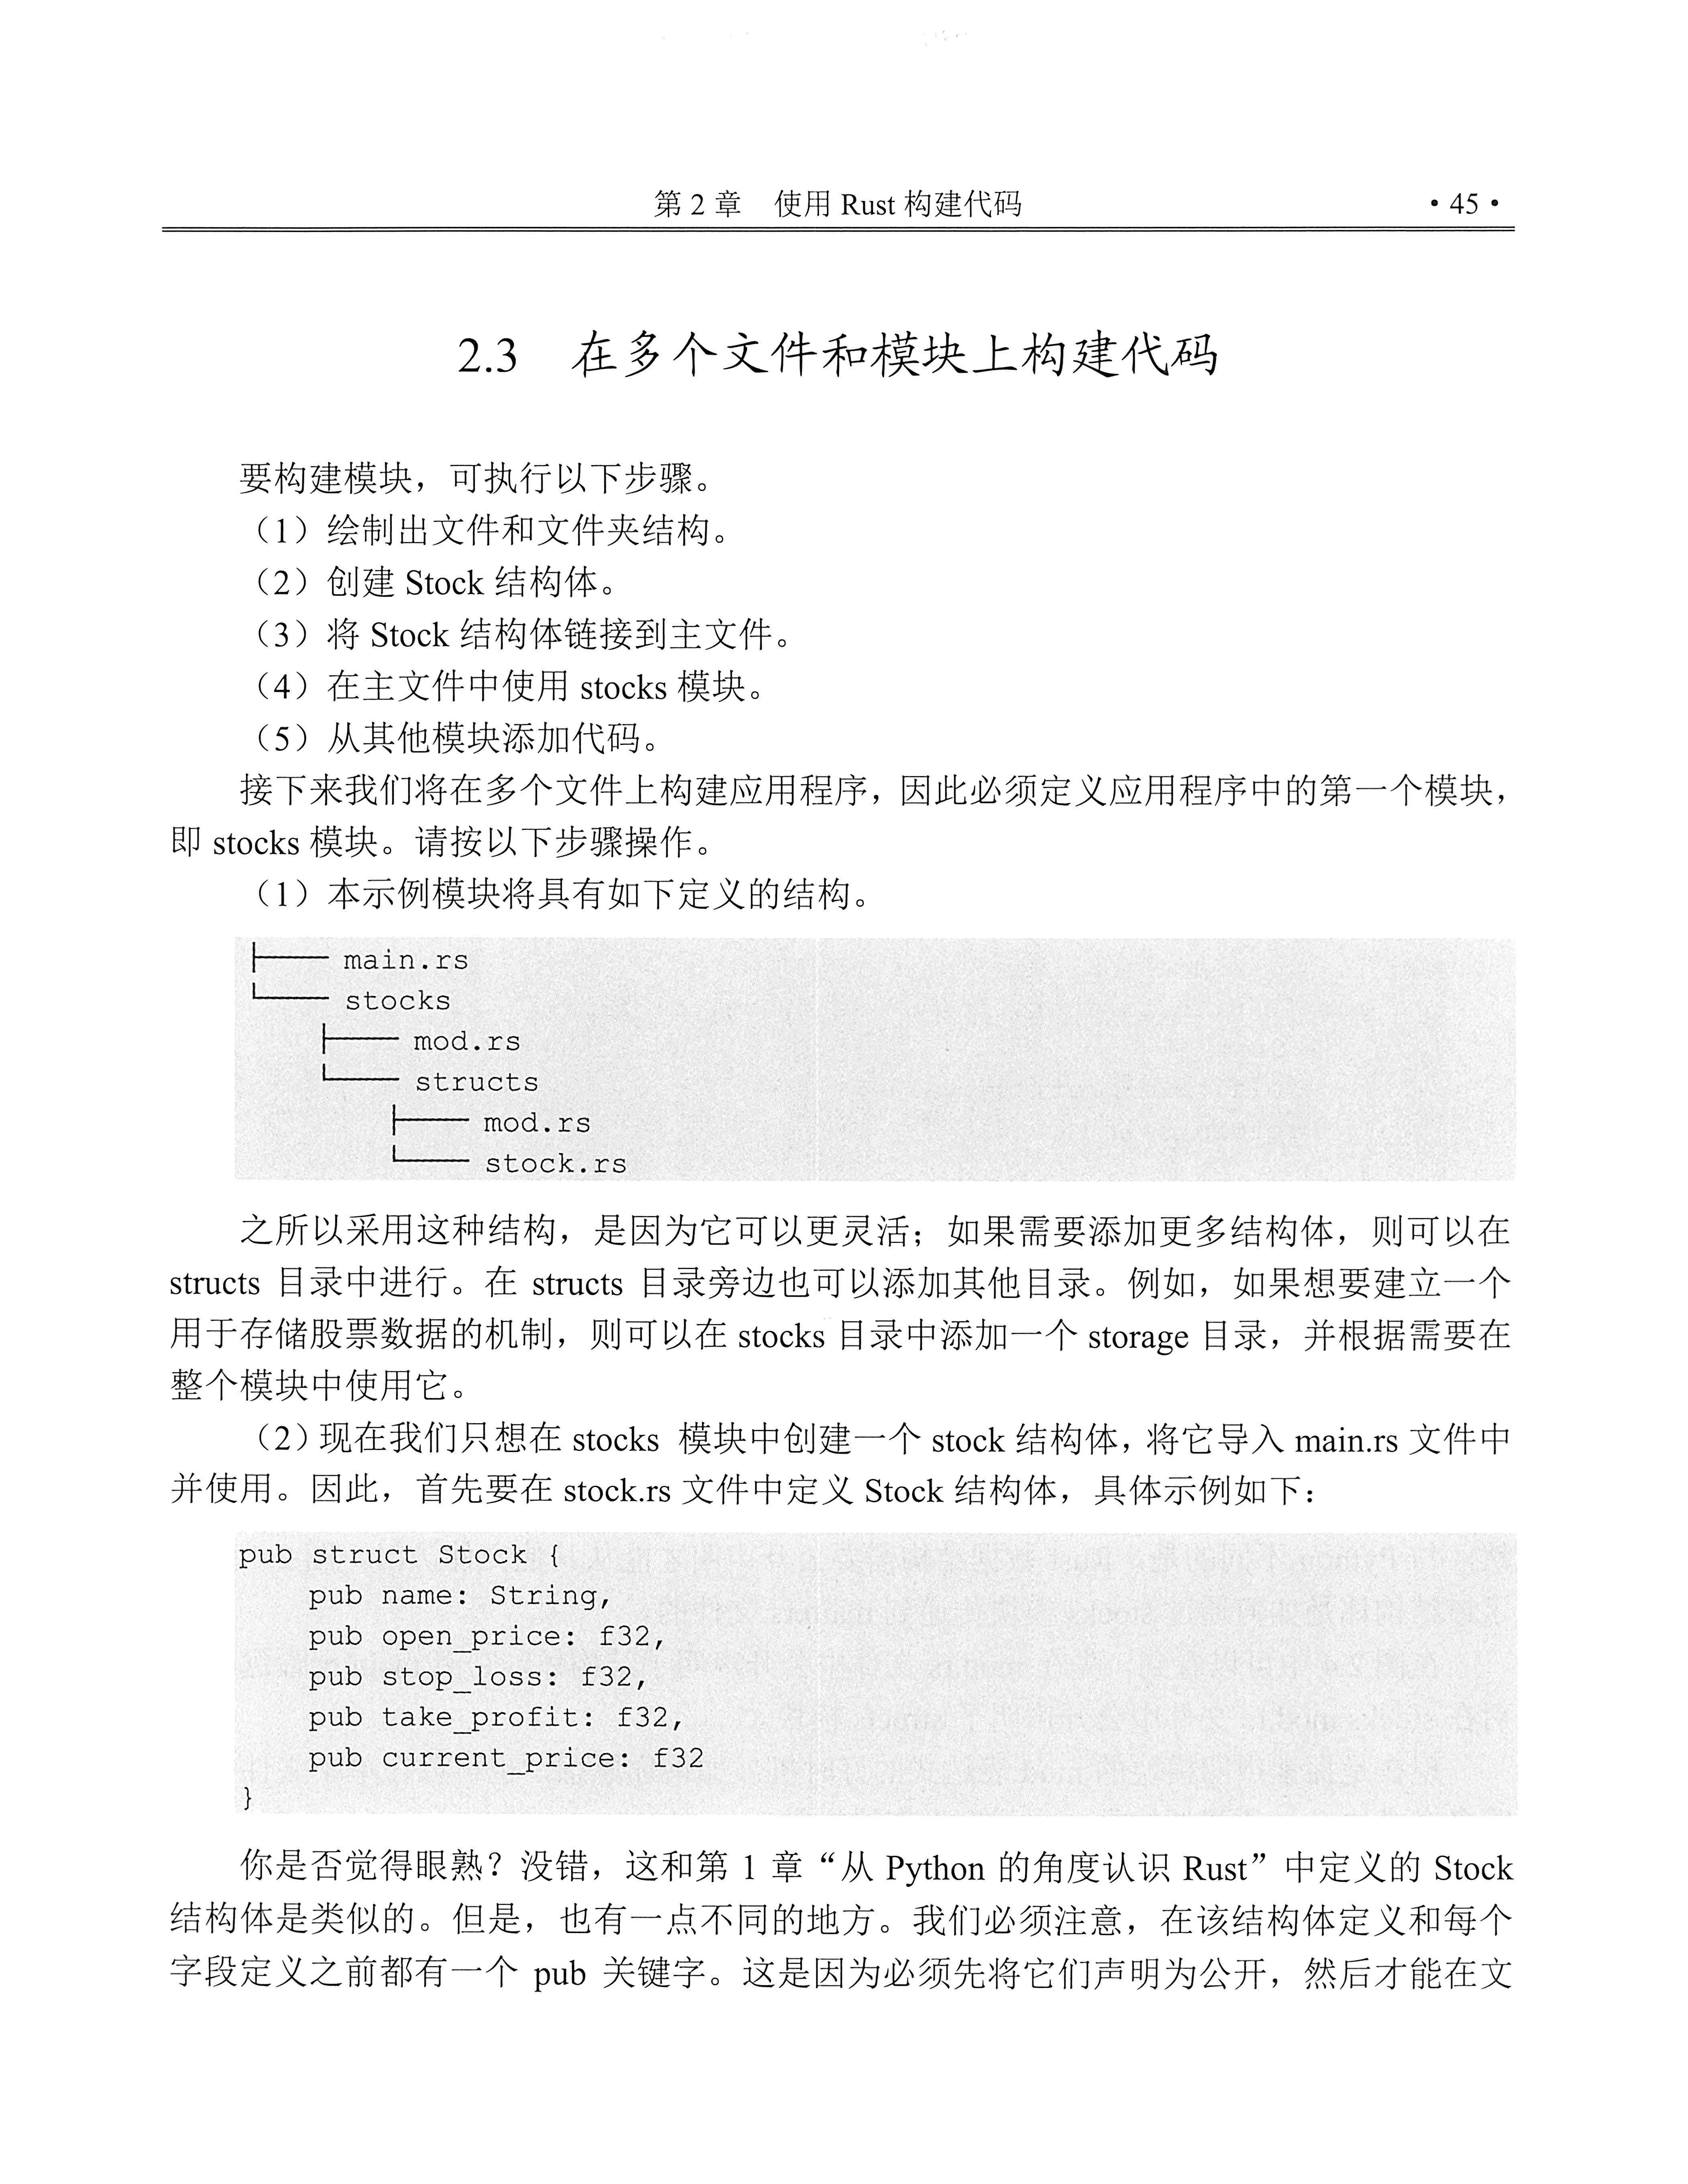 第 2 章　使用 Rust 构建代码 • 45 •
2.3　在多个文件和模块上构建代码
要构建模块，可执行以下步骤。
（1）绘制出文件和文件夹结构。
（2）创建 Stock 结构体。
（3）将 Stock 结构体链接到主文件。
（4）在主文件中使用 stocks 模块。
（5）从其他模块添加代码。
接下来我们将在多个文件上构建应用程序，因此必须定义应用程序中的第一个模块，
即 stocks 模块。请按以下步骤操作。
（1）本示例模块将具有如下定义的结构。
├── main.rs
└── stocks
    ├── mod.rs
    └── structs
        ├── mod.rs
        └── stock.rs
之所以采用这种结构，是因为它可以更灵活；如果需要添加更多结构体，则可以在
structs 目录中进行。在 structs 目录旁边也可以添加其他目录。例如，如果想要建立一个
用于存储股票数据的机制，则可以在 stocks 目录中添加一个 storage 目录，并根据需要在
整个模块中使用它。
（2）现在我们只想在 stocks 模块中创建一个 stock 结构体，将它导入 main.rs 文件中
并使用。因此，首先要在 stock.rs 文件中定义 Stock 结构体，具体示例如下：
pub struct Stock {
    pub name: String,
    pub open_price: f32,
    pub stop_loss: f32,
    pub take_profit: f32,
    pub current_price: f32
}
你是否觉得眼熟？没错，这和第 1 章“从 Python 的角度认识 Rust”中定义的 Stock
结构体是类似的。但是，也有一点不同的地方。我们必须注意，在该结构体定义和每个
字段定义之前都有一个 pub 关键字。这是因为必须先将它们声明为公开，然后才能在文